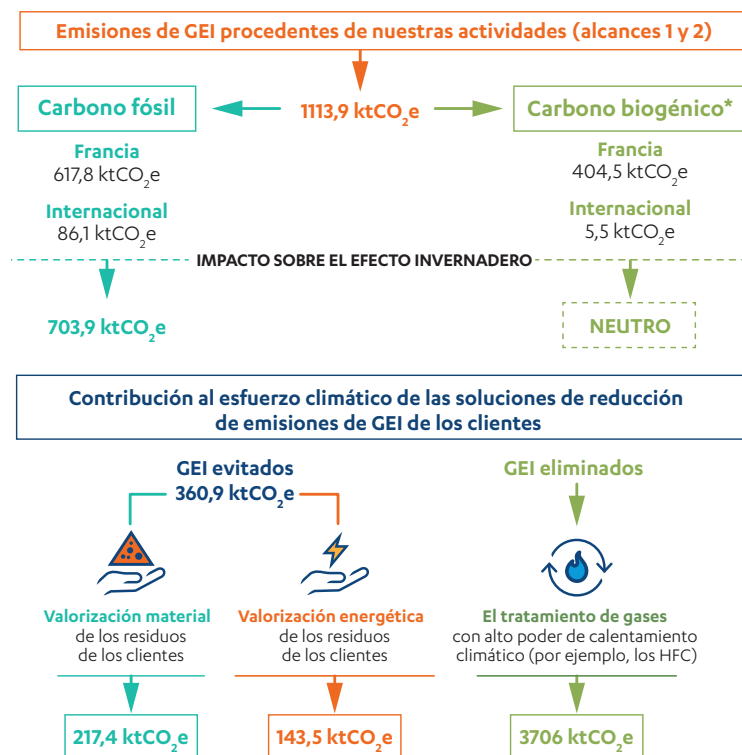 Emisiones de GEI procedentes de nuestras actividades (alcances 1 y 2)
Carbono fósil
1113,9 ktCO₂e
Carbono biogénico*
Francia
617,8 ktCO₂e
Internacional
86,1 ktCO₂e
Francia
404,5 ktCO₂e
Internacional
5,5 ktCO₂e
IMPACTO SOBRE EL EFECTO INVERNADERO
703,9 ktCO₂e
NEUTRO
Contribución al esfuerzo climático de las soluciones de reducción
de emisiones de GEI de los clientes
GEI evitados
360,9 ktCO₂e
GEI eliminados
Valorización material
de los residuos
de los clientes
Valorización energética
de los residuos
de los clientes
El tratamiento de gases
con alto poder de calentamiento
climático (por ejemplo, los HFC)
217,4 ktCO₂e
143,5 ktCO₂e
3706 ktCO₂e